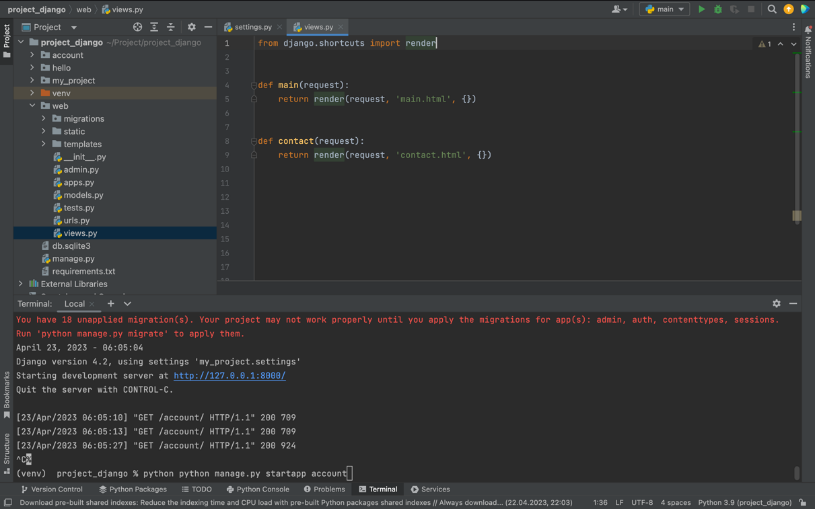 project_django
web
views.py
main
Project
Project
project_django ~/Project/project_django
account
hello
my_project
venv
web
migrations
static
templates
__init__.py
admin.py
apps.py
models.py
tests.py
urls.py
views.py
db.sqlite3
manage.py
requirements.txt
External Libraries
settings.py
views.py
1
2
3
4
5
6
7
8
9
10
11
12
13
14
15
16
17
from django.shortcuts import render
def main(request):
return render(request, 'main.html', {})
def contact(request):
return render(request, 'contact.html', {})
1
Notifications
Terminal: Local
You have 18 unapplied migration(s). Your project may not work properly until you apply the migrations for app(s): admin, auth, contenttypes, sessions.
Run 'python manage.py migrate' to apply them.
April 23, 2023 - 06:05:04
Django version 4.2, using settings 'my_project.settings'
Starting development server at http://127.0.0.1:8000/
Quit the server with CONTROL-C.
[23/Apr/2023 06:05:10] "GET /account/ HTTP/1.1" 200 709
[23/Apr/2023 06:05:13] "GET /account/ HTTP/1.1" 200 709
[23/Apr/2023 06:05:27] "GET /account/ HTTP/1.1" 200 924
^C%
(venv) project_django % python python manage.py startapp account
Bookmarks
Structure
Version Control
Python Packages
TODO
Python Console
Problems
Terminal
Services
Download pre-built shared indexes: Reduce the indexing time and CPU load with pre-built Python packages shared indexes // Always download... (22.04.2023, 22:03)
1:36 LF UTF-8 4 spaces Python 3.9 (project_django)